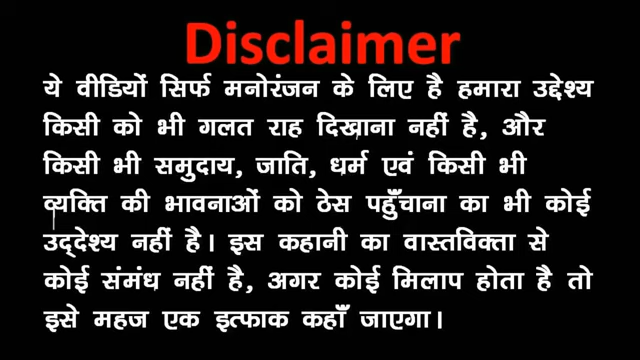 Disclaimer
ये वीडियों सिर्फ मनोरंजन के लिए है हमारा उद्देश्य
किसी को भी गलत राह दिखाना नहीं है, और
किसी भी समुदाय, जाति, धर्म एवं किसी भी
व्यक्ति की भावनाओं को ठेस पहुँचाना का भी कोई
उद्देश्य नहीं है। इस कहानी का वास्तविक्ता से
कोई संमंध नहीं है, अगर कोई मिलाप होता है तो
इसे महज एक इत्फाक कहाँ जाएगा।